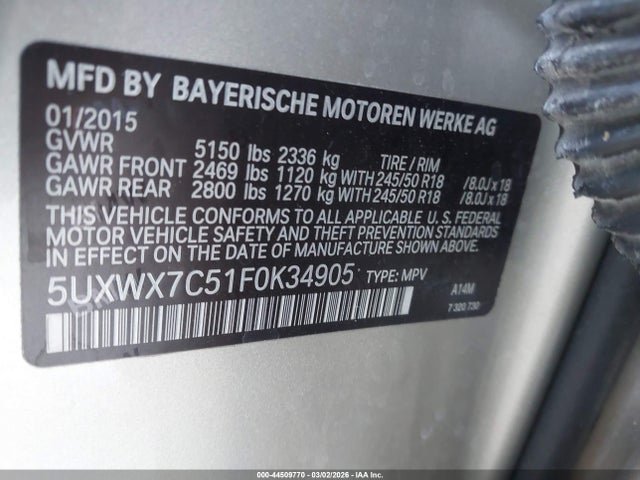 MFD BY BAYERISCHE MOTOREN WERKE AG
01/2015
GVWR 5150 lbs 2336 kg TIRE / RIM
GAWR FRONT 2469 lbs 1120 kg WITH 245/50 R18 / 8.0J x 18
GAWR REAR 2800 lbs 1270 kg WITH 245/50 R18 / 8.0J x 18
THIS VEHICLE CONFORMS TO ALL APPLICABLE U. S. FEDERAL
MOTOR VEHICLE SAFETY AND THEFT PREVENTION STANDARDS
IN EFFECT ON THE DATE OF MANUFACTURE SHOWN ABOVE.
5UXWX7C51F0K34905 TYPE: MPV A14M
7 320 730
000-44509770 - 03/02/2026 - IAA Inc.